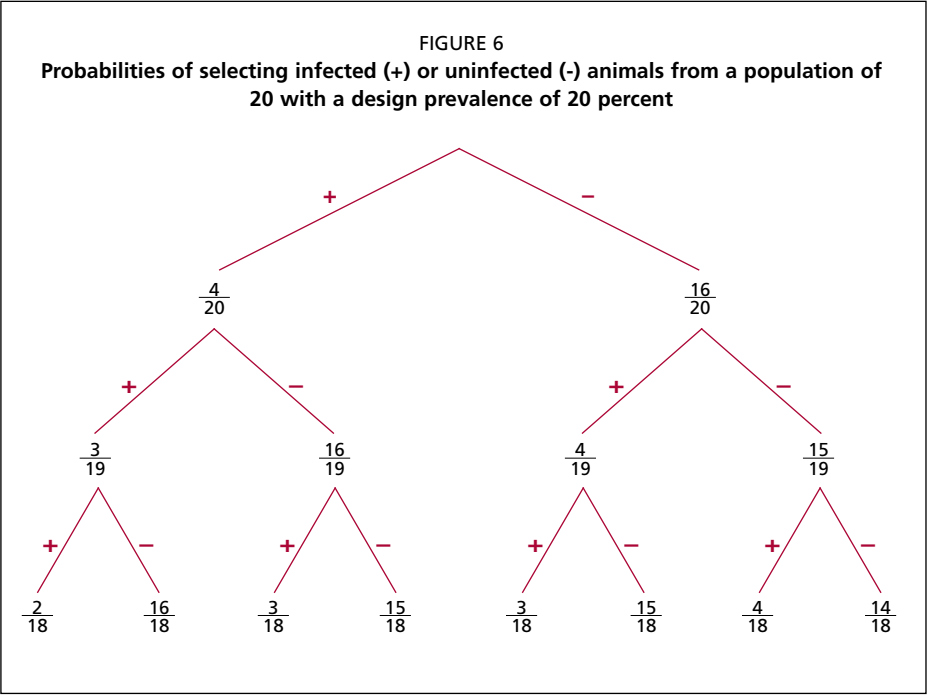 FIGURE 6
Probabilities of selecting infected (+) or uninfected (-) animals from a population of
20 with a design prevalence of 20 percent
+ −
4/20 16/20
+ − + −
3/19 16/19 4/19 15/19
+ − + − + − + −
2/18 16/18 3/18 15/18 3/18 15/18 4/18 14/18